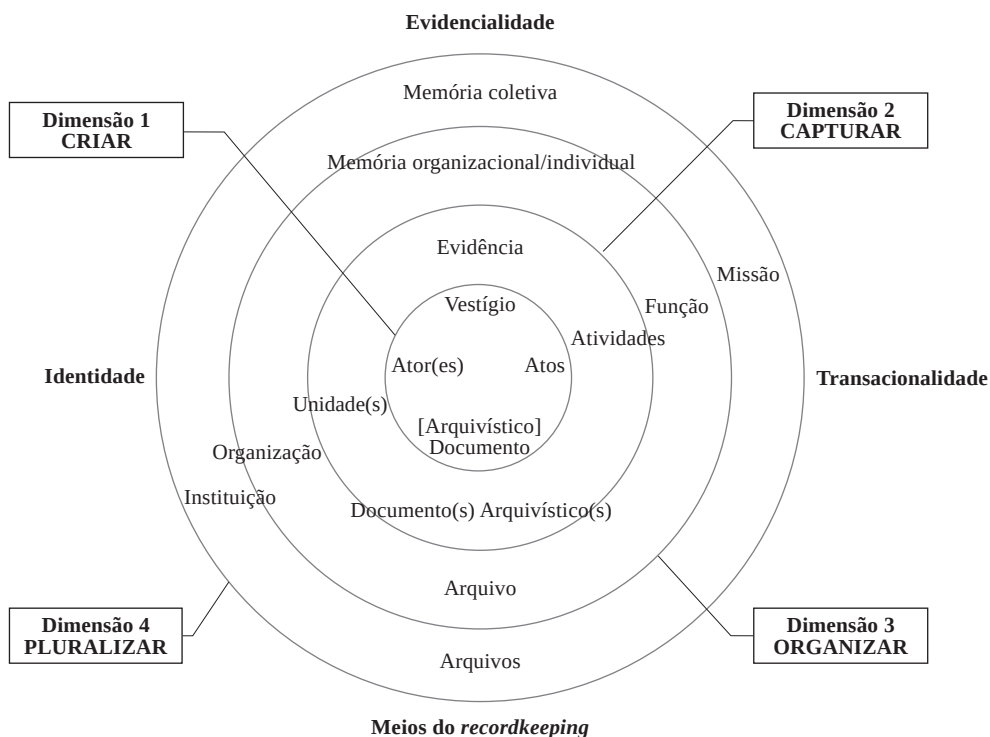 Evidencialidade
Memória coletiva
Dimensão 1
CRIAR
Dimensão 2
CAPTURAR
Memória organizacional/individual
Evidência
Missão
Vestígio
Função
Atividades
Ator(es)
Atos
Identidade
Transacionalidade
Unidade(s)
[Arquivístico]
Documento
Organização
Instituição
Documento(s) Arquivístico(s)
Arquivo
Dimensão 4
PLURALIZAR
Dimensão 3
ORGANIZAR
Arquivos
Meios do recordkeeping